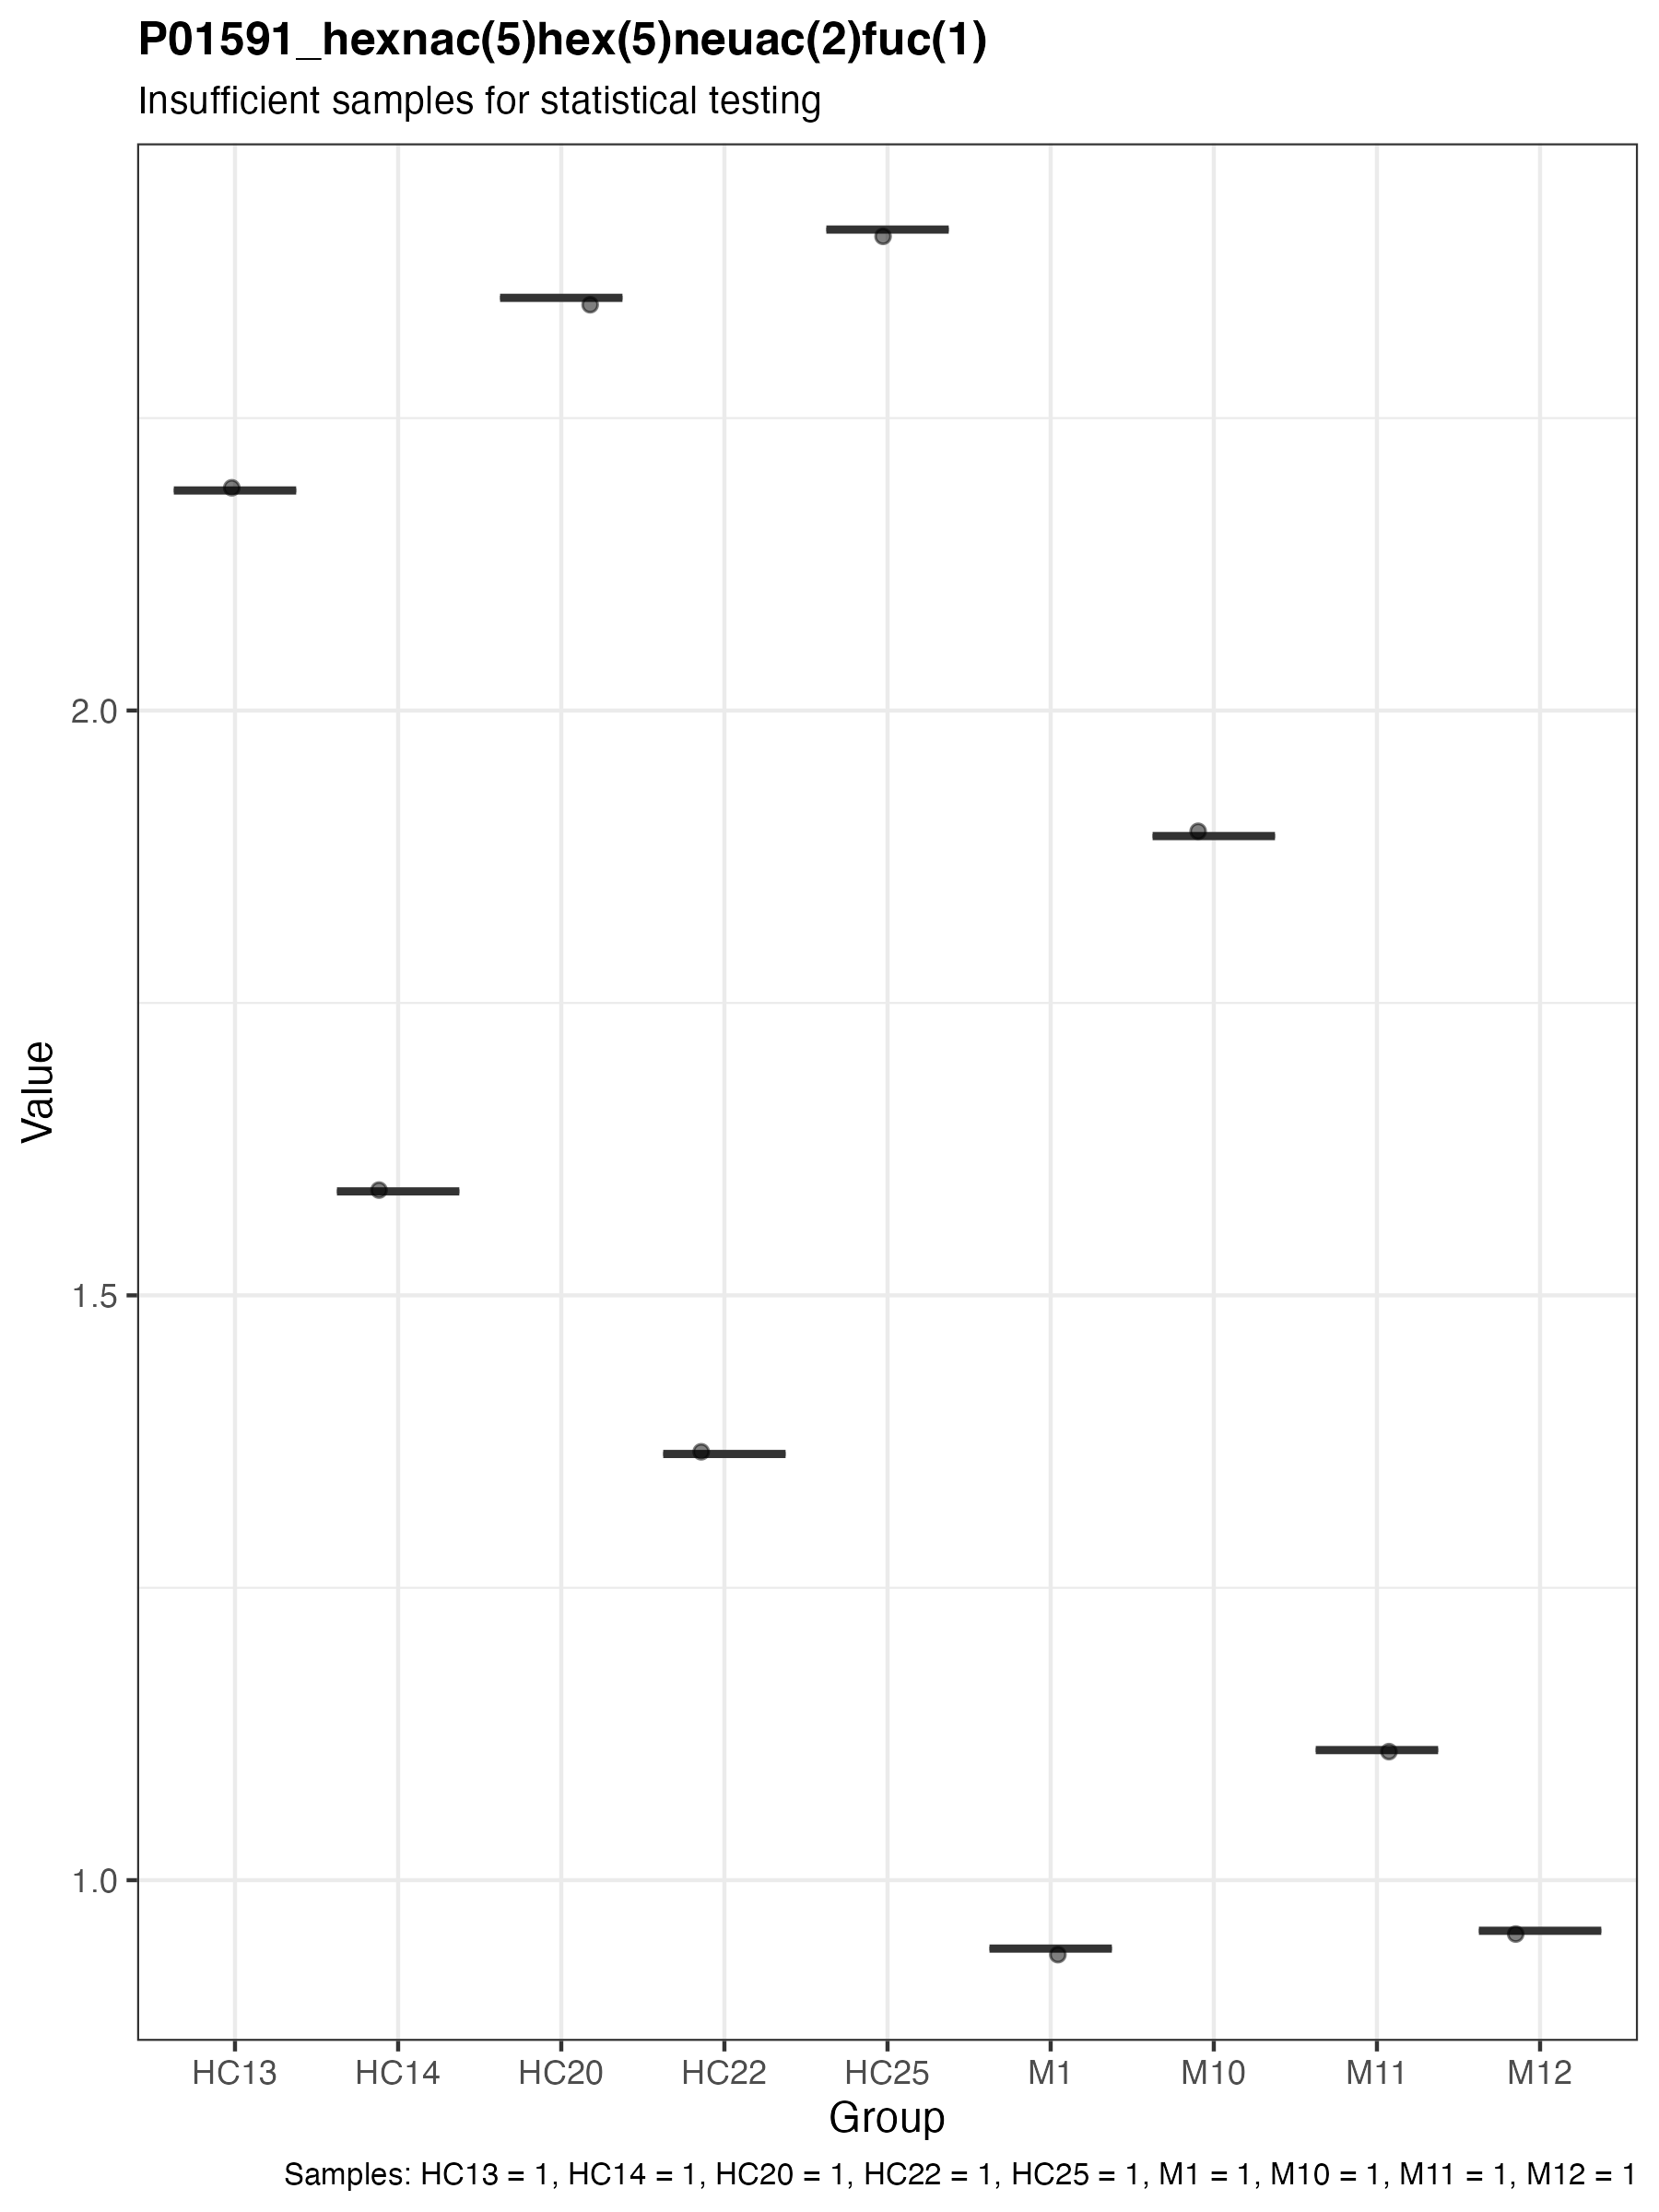 P01591_hexnac(5)hex(5)neuac(2)fuc(1)
Insufficient samples for statistical testing
Value
2.0
1.5
1.0
HC13 HC14 HC20 HC22 HC25 M1 M10 M11 M12
Group
Samples: HC13 = 1, HC14 = 1, HC20 = 1, HC22 = 1, HC25 = 1, M1 = 1, M10 = 1, M11 = 1, M12 = 1